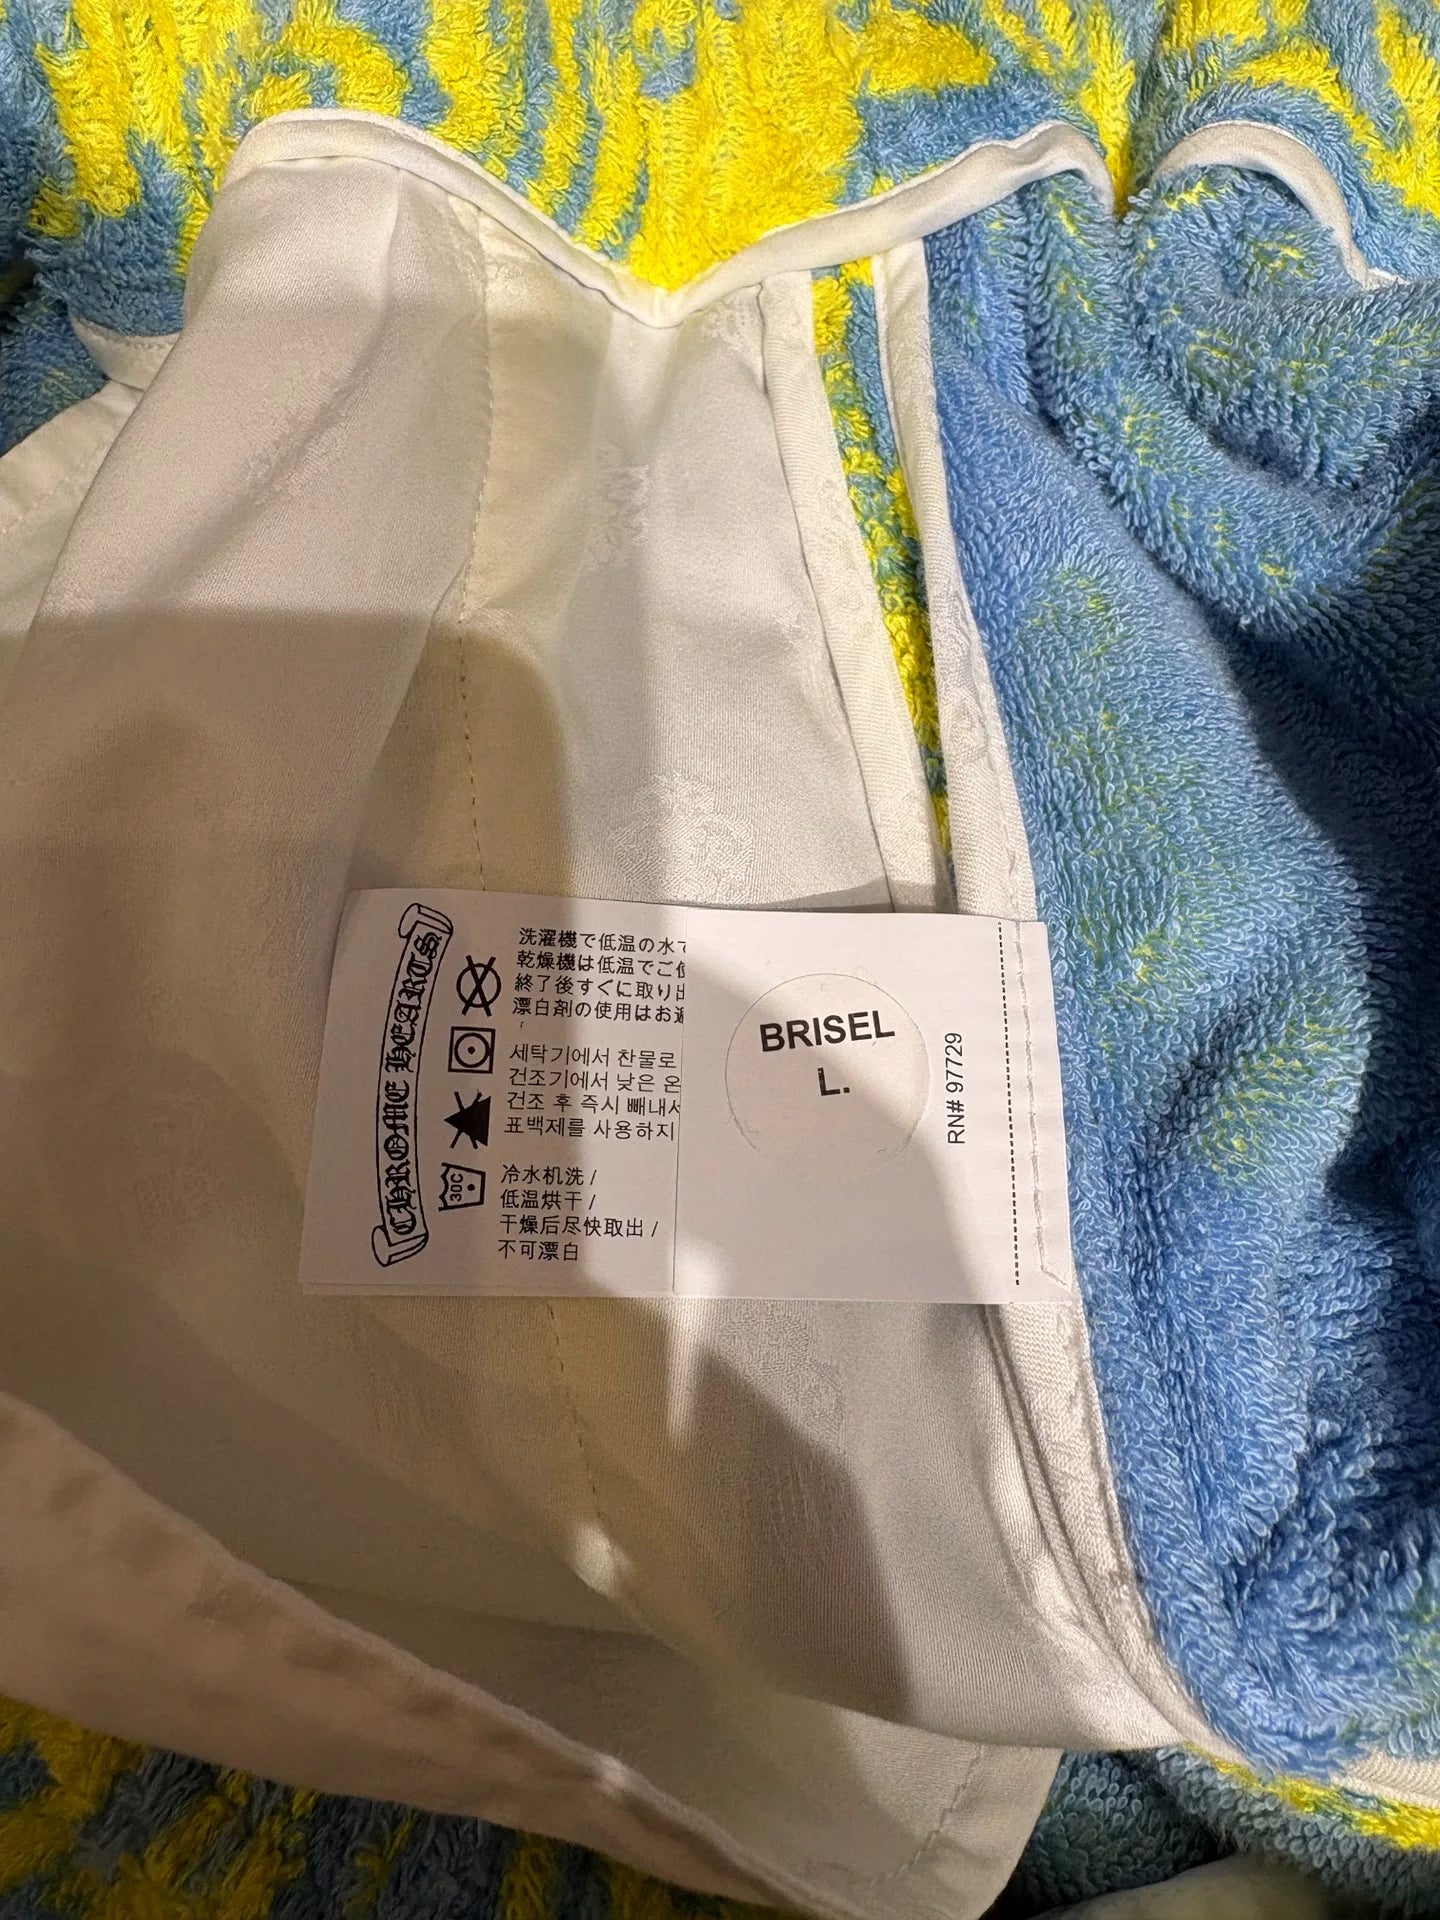 CHROME HEARTS
洗濯機で低温の水で
乾燥機は低温でご使
終了後すぐに取り出
漂白剤の使用はお避
세탁기에서 찬물로
건조기에서 낮은 온
건조 후 즉시 빼내서
표백제를 사용하지
30C
冷水机洗 /
低温烘干 /
干燥后尽快取出 /
不可漂白
BRISEL
L.
RN# 97729